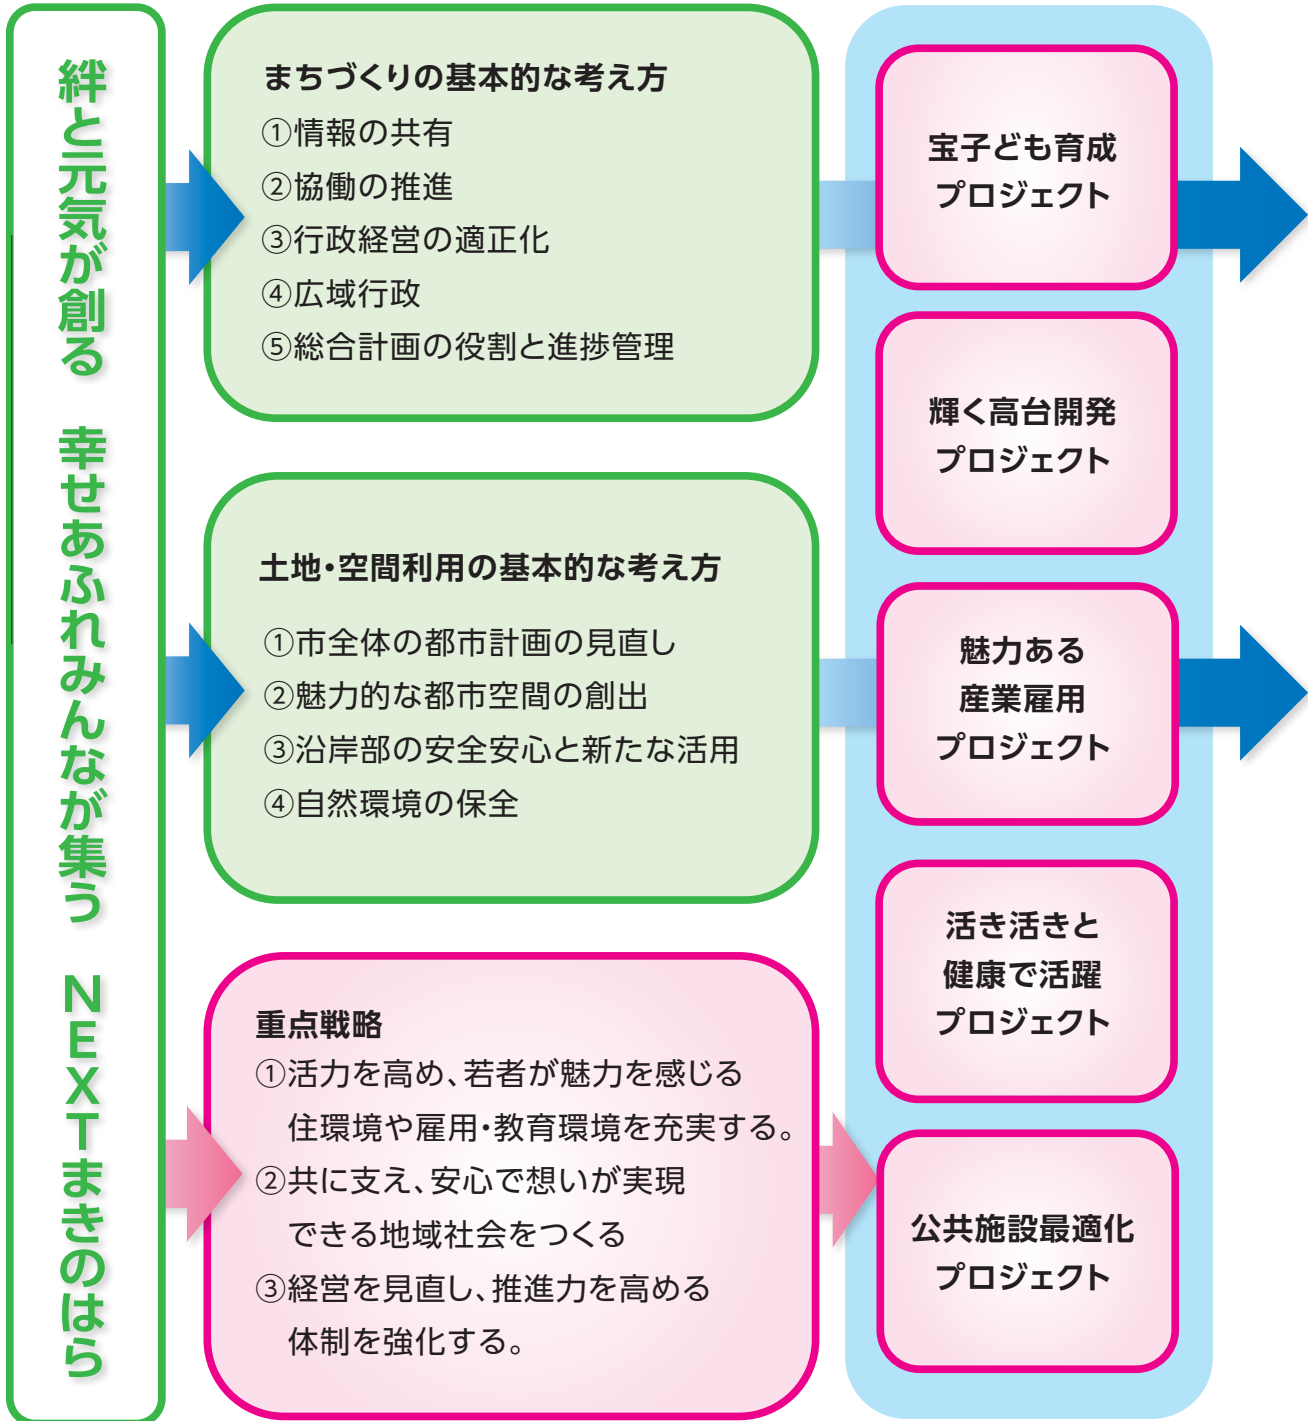 絆と元気が創る　幸せあふれみんなが集う　NEXTまきのはら
まちづくりの基本的な考え方
①情報の共有
②協働の推進
③行政経営の適正化
④広域行政
⑤総合計画の役割と進捗管理
土地・空間利用の基本的な考え方
①市全体の都市計画の見直し
②魅力的な都市空間の創出
③沿岸部の安全安心と新たな活用
④自然環境の保全
重点戦略
①活力を高め、若者が魅力を感じる
住環境や雇用・教育環境を充実する。
②共に支え、安心で想いが実現
できる地域社会をつくる
③経営を見直し、推進力を高める
体制を強化する。
宝子ども育成
プロジェクト
輝く高台開発
プロジェクト
魅力ある
産業雇用
プロジェクト
活き活きと
健康で活躍
プロジェクト
公共施設最適化
プロジェクト